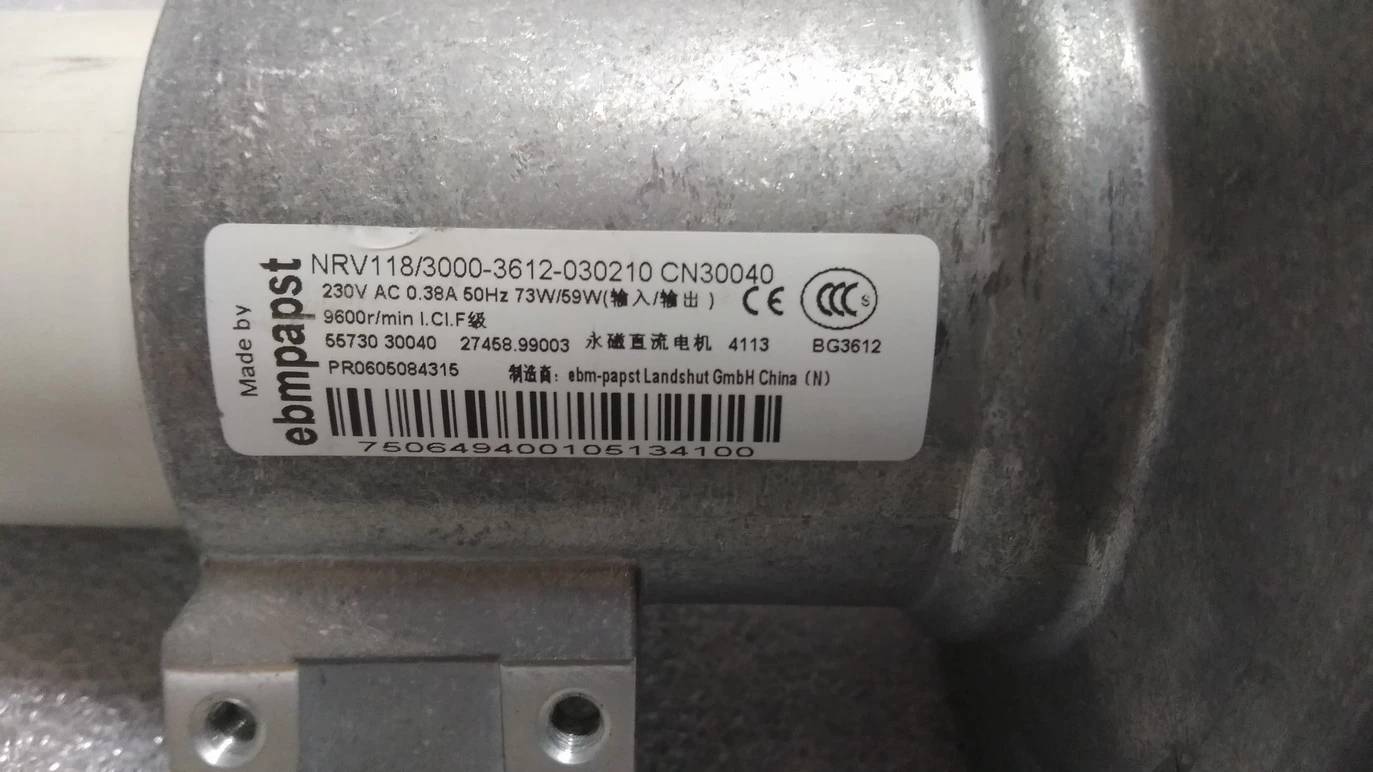 Made by
ebmpapst
NRV118/3000-3612-030210 CN30040
230V AC 0.38A 50Hz 73W/59W(输入/输出)
CE
CCC S
9600r/min I.Cl.F级
55730 30040 27458.99003 永磁直流电机 4113 BG3612
PR0605084315 制造商：ebm-papst Landshut GmbH China（N）
750649400105134100